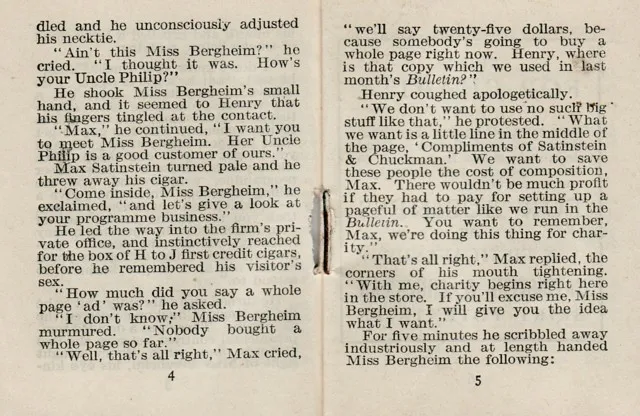 dled and he unconsciously adjusted
his necktie.
"Ain't this Miss Bergheim?" he
cried. "I thought it was. How's
your Uncle Philip?"
He shook Miss Bergheim's small
hand, and it seemed to Henry that
his fingers tingled at the contact.
"Max," he continued, "I want you
to meet Miss Bergheim. Her Uncle
Philip is a good customer of ours."
Max Satinstein turned pale and he
threw away his cigar.
"Come inside, Miss Bergheim," he
exclaimed, "and let's give a look at
your programme business."
He led the way into the firm's pri-
vate office, and instinctively reached
for the box of H to J first credit cigars,
before he remembered his visitor's
sex.
"How much did you say a whole
page 'ad' was?" he asked.
"I don't know," Miss Bergheim
murmured. "Nobody bought a
whole page so far."
"Well, that's all right," Max cried,
4
"we'll say twenty-five dollars, be-
cause somebody's going to buy a
whole page right now. Henry, where
is that copy which we used in last
month's Bulletin?"
Henry coughed apologetically.
"We don't want to use no such big
stuff like that," he protested. "What
we want is a little line in the middle of
the page, 'Compliments of Satinstein
& Chuckman.' We want to save
these people the cost of composition,
Max. There wouldn't be much profit
if they had to pay for setting up a
pageful of matter like we run in the
Bulletin. You want to remember,
Max, we're doing this thing for char-
ity."
"That's all right," Max replied, the
corners of his mouth tightening.
"With me, charity begins right here
in the store. If you'll excuse me, Miss
Bergheim, I will give you the idea
what I want."
For five minutes he scribbled away
industriously and at length handed
Miss Bergheim the following:
5